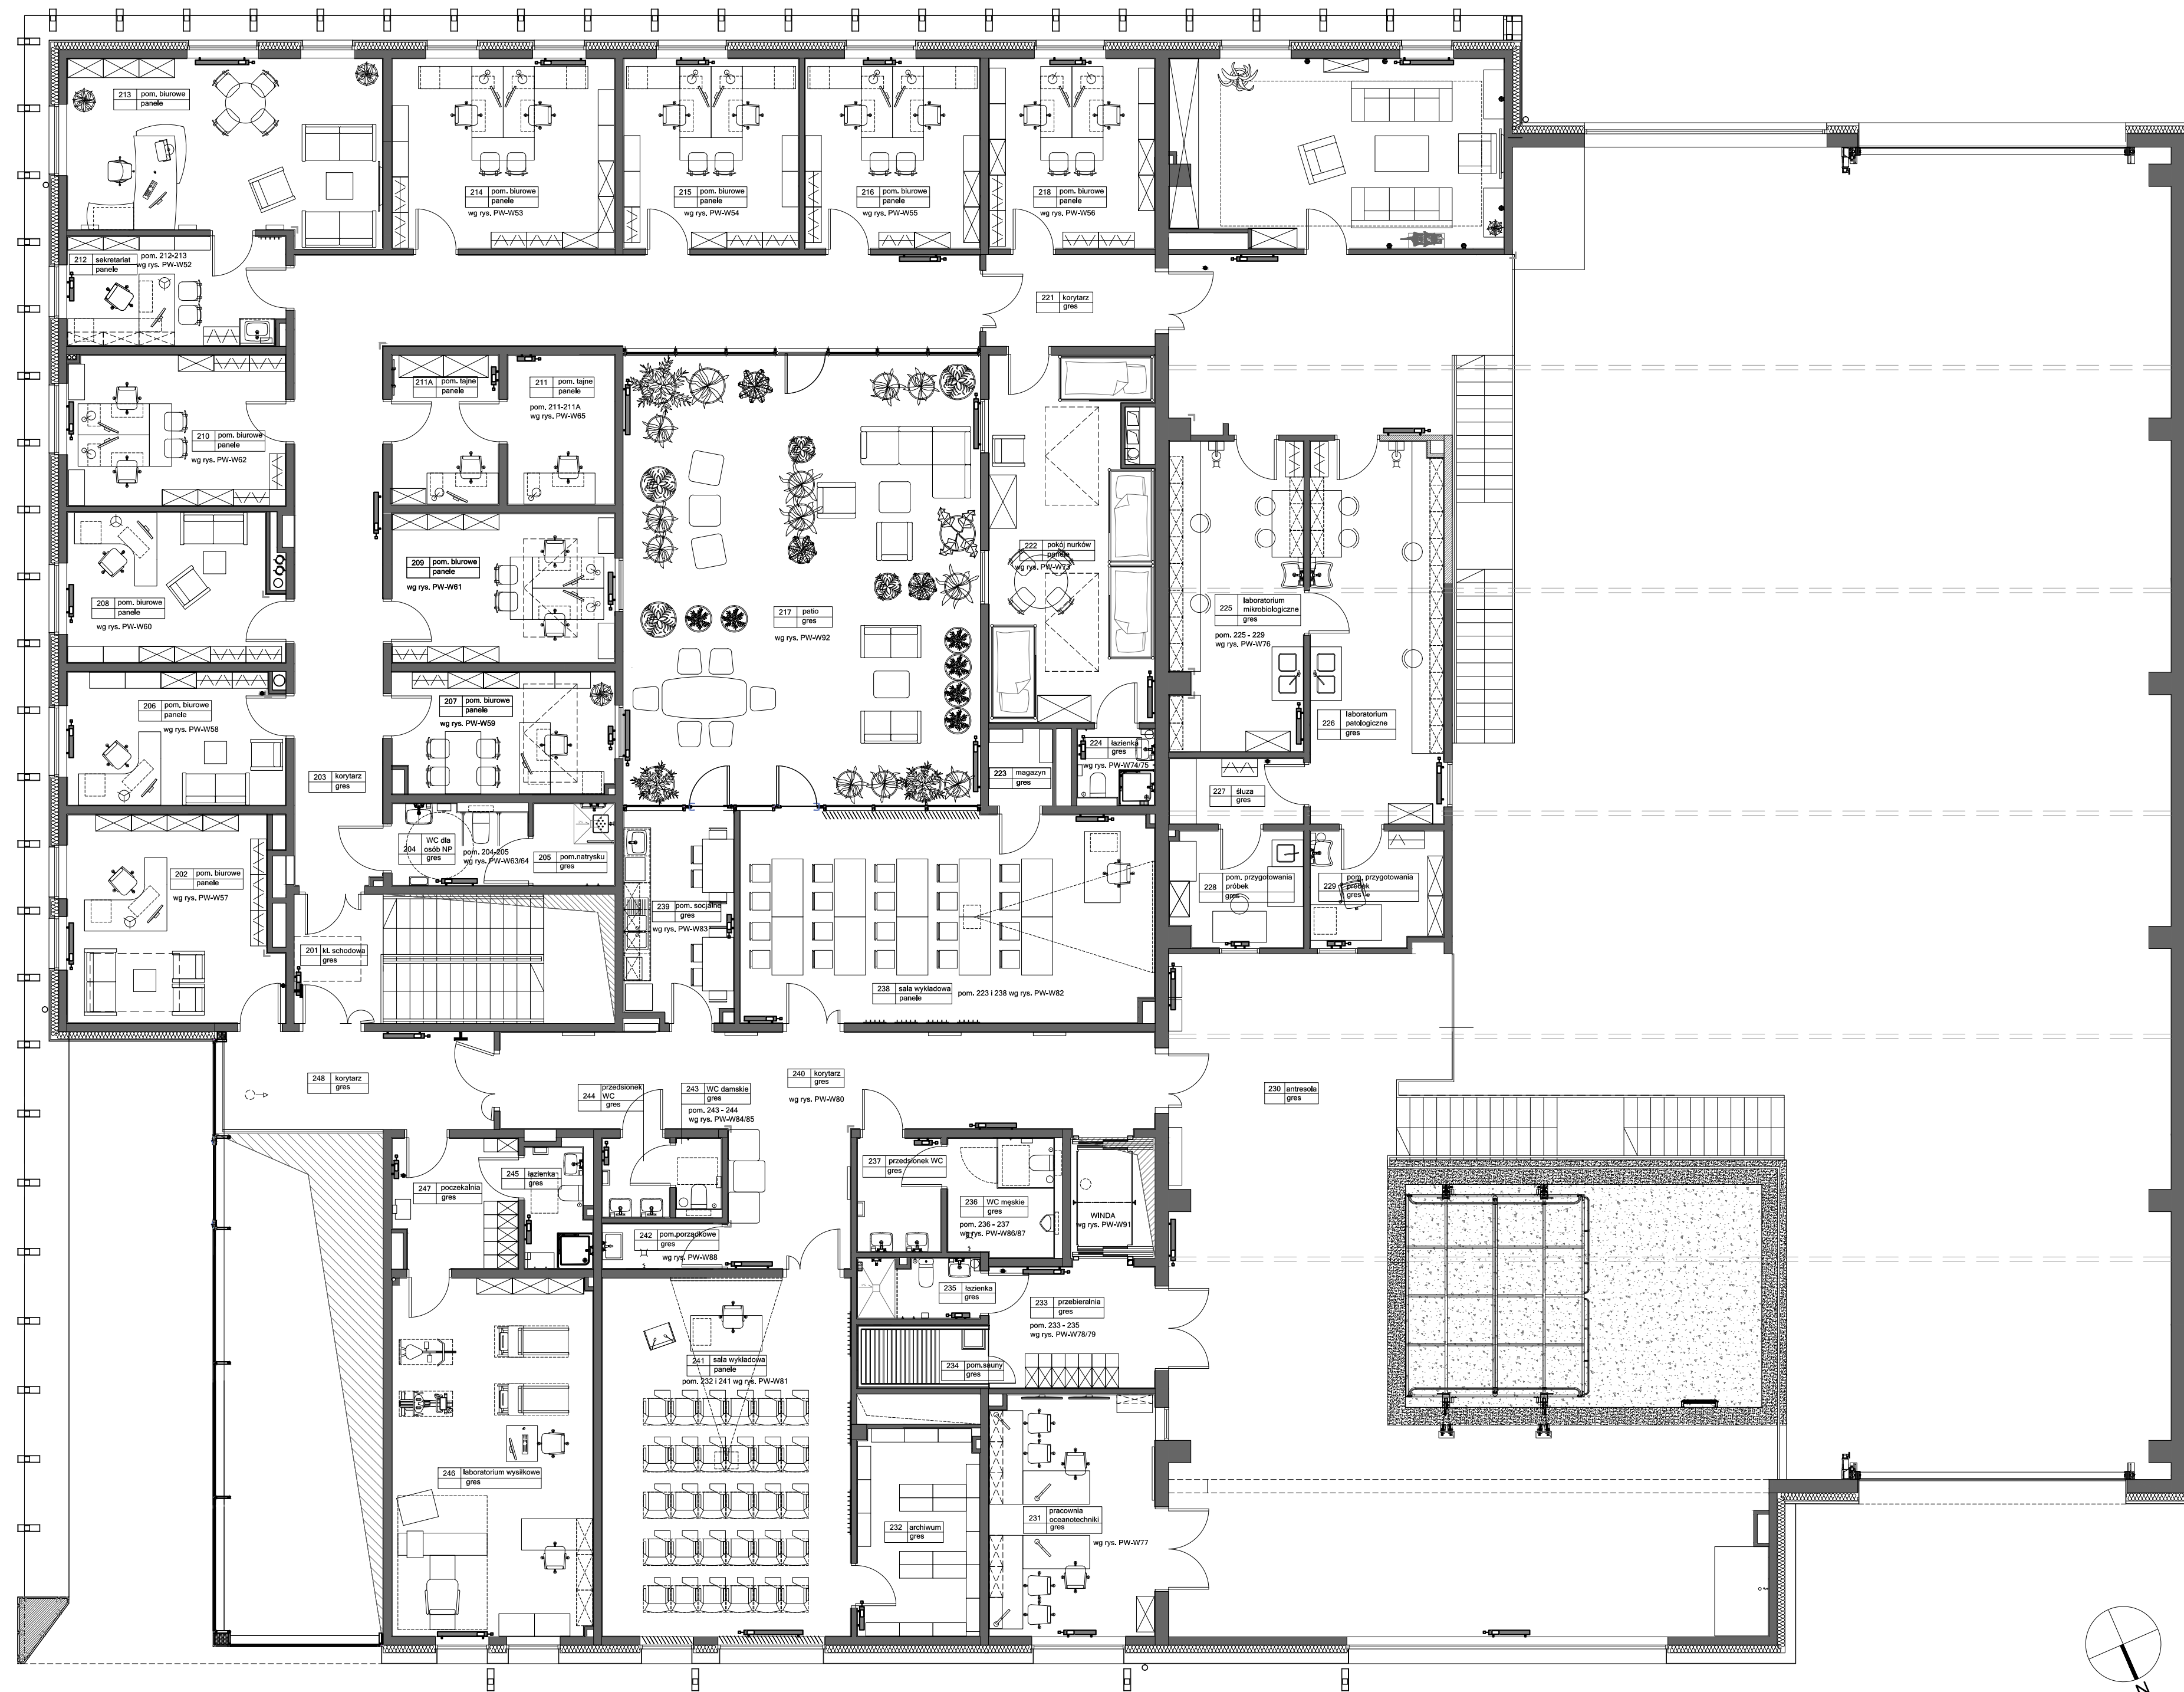 213 pom. biurowe
panele
214 pom. biurowe
panele
wg rys. PW-W53
215 pom. biurowe
panele
wg rys. PW-W54
216 pom. biurowe
panele
wg rys. PW-W55
218 pom. biurowe
panele
wg rys. PW-W56
212 sekretariat
panele
pom. 212-213
wg rys. PW-W52
221 korytarz
gres
211A pom. tajne
panele
211 pom. tajne
panele
pom. 211-211A
wg rys. PW-W65
210 pom. biurowe
panele
wg rys. PW-W62
209 pom. biurowe
panele
wg rys. PW-W61
222 pokój nurków
panele
wg rys. PW-W73
208 pom. biurowe
panele
wg rys. PW-W60
217 patio
gres
wg rys. PW-W92
225 laboratorium
mikrobiologiczne
gres
pom. 225 - 229
wg rys. PW-W76
206 pom. biurowe
panele
wg rys. PW-W58
207 pom. biurowe
panele
wg rys. PW-W59
226 laboratorium
patologiczne
gres
224 łazienka
gres
wg rys. PW-W74/75
203 korytarz
gres
223 magazyn
gres
227 śluza
gres
204 WC dla
osób NP
gres
pom. 204-205
wg rys. PW-W63/64
205 pom.natrysku
gres
202 pom. biurowe
panele
wg rys. PW-W57
228 pom. przygotowania
próbek
gres
229 pom. przygotowania
próbek
gres
239 pom. socjalne
gres
wg rys. PW-W83
201 kl. schodowa
gres
238 sala wykładowa
panele
pom. 223 i 238 wg rys. PW-W82
248 korytarz
gres
244 przedsionek
WC
gres
243 WC damskie
gres
pom. 243 - 244
wg rys. PW-W84/85
240 korytarz
gres
wg rys. PW-W80
230 antresola
gres
247 poczekalnia
gres
245 łazienka
gres
237 przedsionek WC
gres
236 WC męskie
gres
pom. 236 - 237
wg rys. PW-W86/87
WINDA
wg rys. PW-W91
242 pom.porządkowe
gres
wg rys. PW-W88
235 łazienka
gres
233 przebieralnia
gres
pom. 233 - 235
wg rys. PW-W78/79
234 pom.sauny
gres
241 sala wykładowa
panele
pom. 232 i 241 wg rys. PW-W81
246 laboratorium wysiłkowe
gres
232 archiwum
gres
231 pracownia
oceanotechniki
gres
wg rys. PW-W77
N